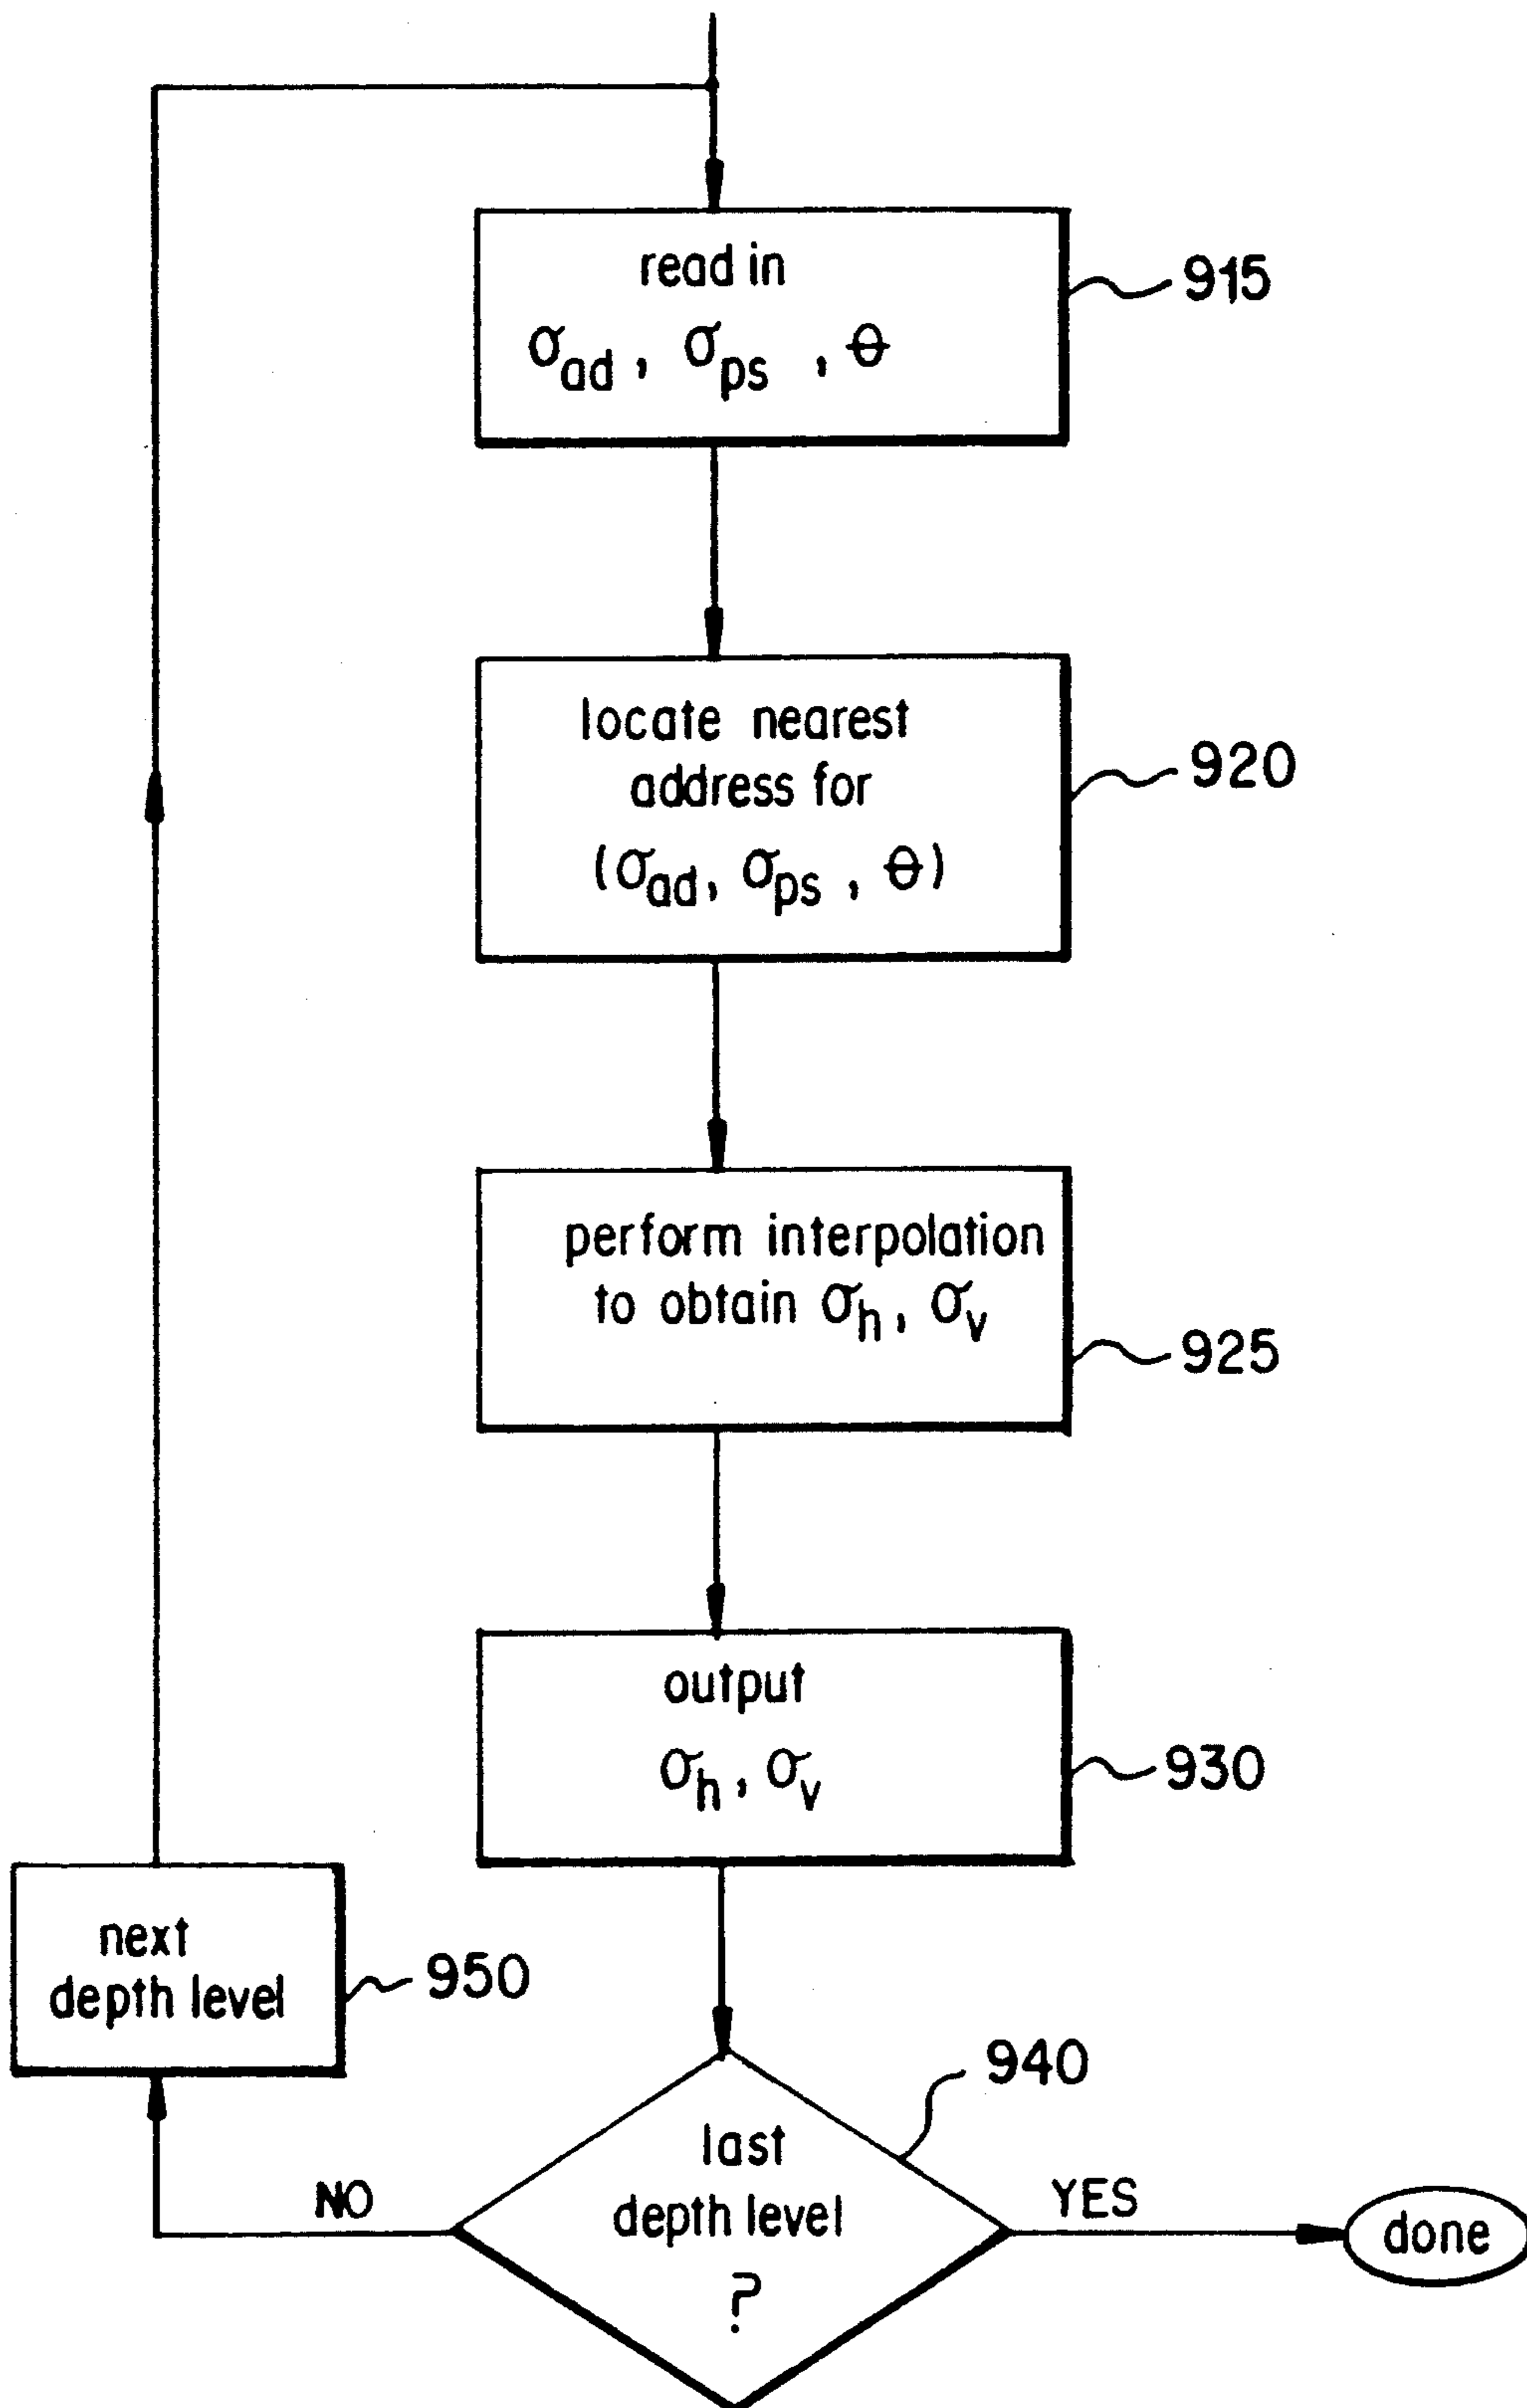 read in
σad , σps , θ
915
locate nearest
address for
(σad, σps , θ)
920
perform interpolation
to obtain σh, σv
925
output
σh, σv
930
next
depth level
950
940
last
depth level
?
NO
YES
done